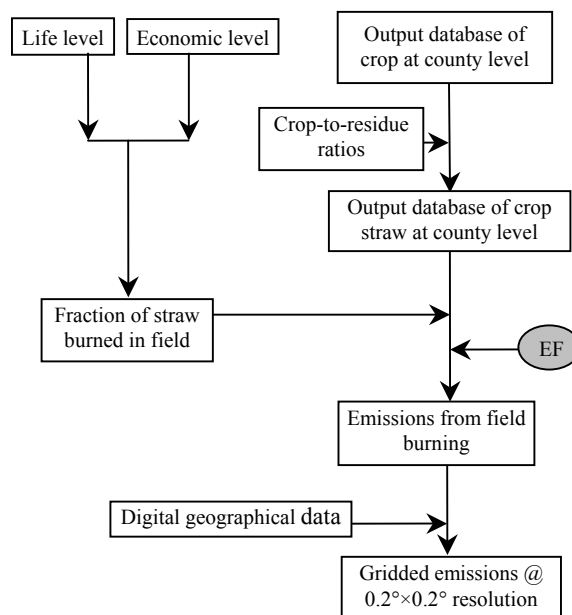 Life level
Economic level
Output database of
crop at county level
Crop-to-residue
ratios
Output database of crop
straw at county level
Fraction of straw
burned in field
EF
Emissions from field
burning
Digital geographical data
Gridded emissions @
0.2°×0.2° resolution